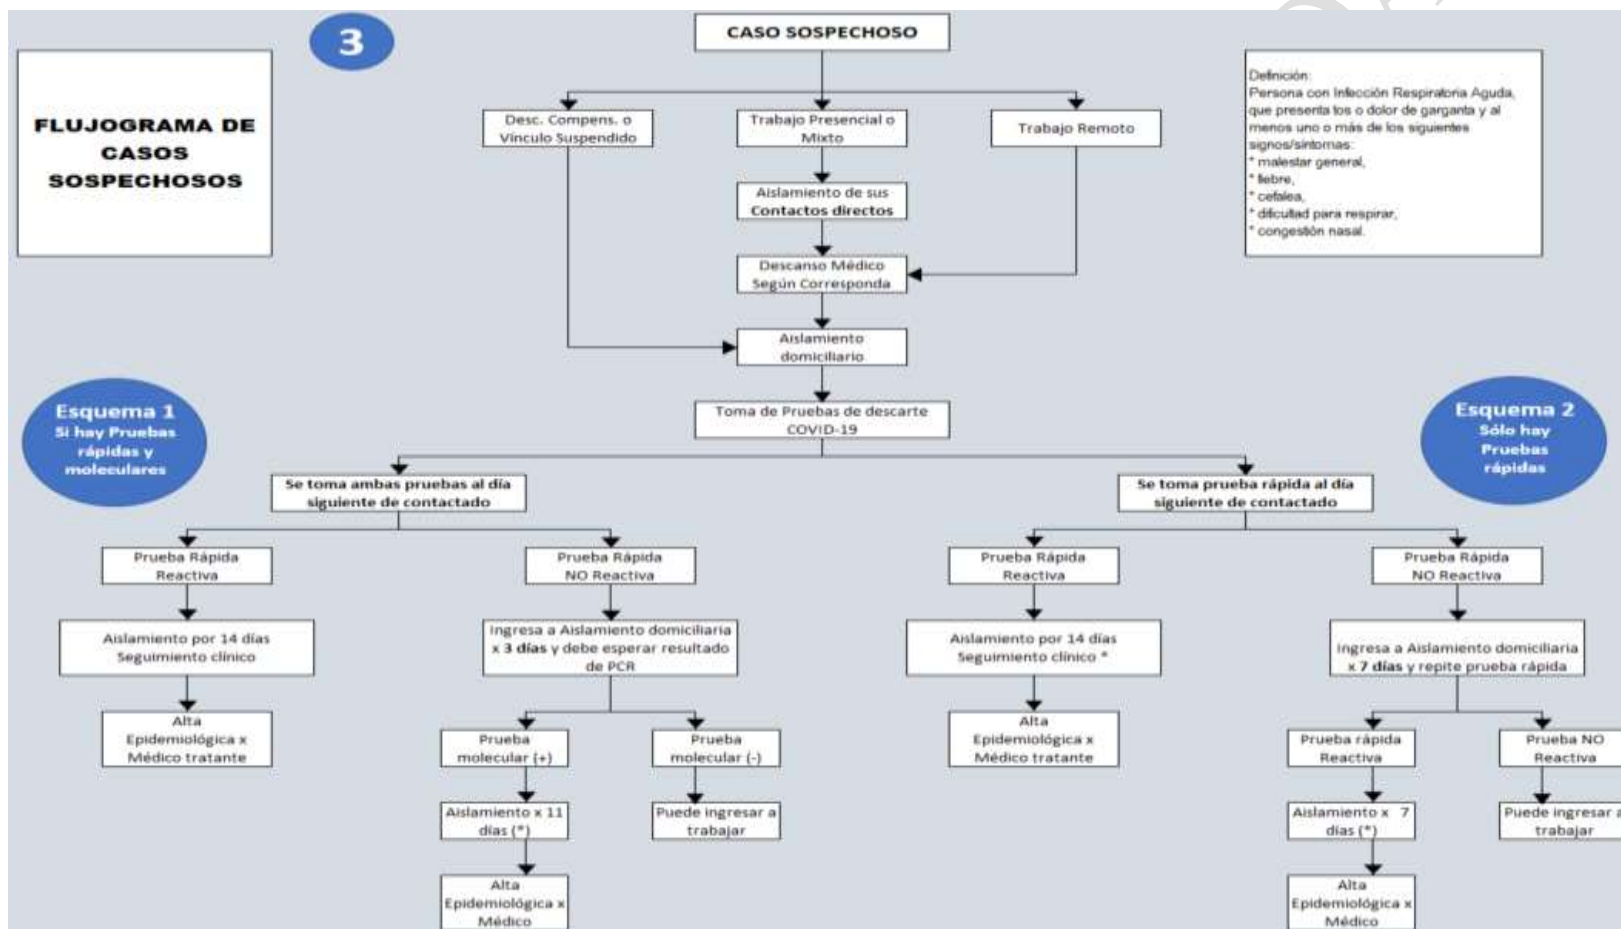 3
FLUJOGRAMA DE
CASOS
SOSPECHOSOS
CASO SOSPECHOSO
Definición:
Persona con Infección Respiratoria Aguda,
que presenta tos o dolor de garganta y al
menos uno o más de los siguientes
signos/síntomas:
* malestar general,
* fiebre,
* cefalea,
* dificultad para respirar,
* congestión nasal.
Desc. Compens. o
Vínculo Suspendido
Trabajo Presencial o
Mixto
Trabajo Remoto
Aislamiento de sus
Contactos directos
Descanso Médico
Según Corresponda
Aislamiento
domiciliario
Toma de Pruebas de descarte
COVID-19
Esquema 1
Si hay Pruebas
rápidas y
moleculares
Esquema 2
Sólo hay
Pruebas
rápidas
Se toma ambas pruebas al día
siguiente de contactado
Se toma prueba rápida al día
siguiente de contactado
Prueba Rápida
Reactiva
Prueba Rápida
NO Reactiva
Prueba Rápida
Reactiva
Prueba Rápida
NO Reactiva
Aislamiento por 14 días
Seguimiento clínico
Ingresa a Aislamiento domiciliaria
x 3 días y debe esperar resultado
de PCR
Aislamiento por 14 días
Seguimiento clínico *
Ingresa a Aislamiento domiciliaria
x 7 días y repite prueba rápida
Alta
Epidemiológica x
Médico tratante
Prueba
molecular (+)
Prueba
molecular (-)
Alta
Epidemiológica x
Médico tratante
Prueba rápida
Reactiva
Prueba NO
Reactiva
Aislamiento x 11
días (*)
Puede ingresar a
trabajar
Aislamiento x 7
días (*)
Puede ingresar a
trabajar
Alta
Epidemiológica x
Médico
Alta
Epidemiológica x
Médico